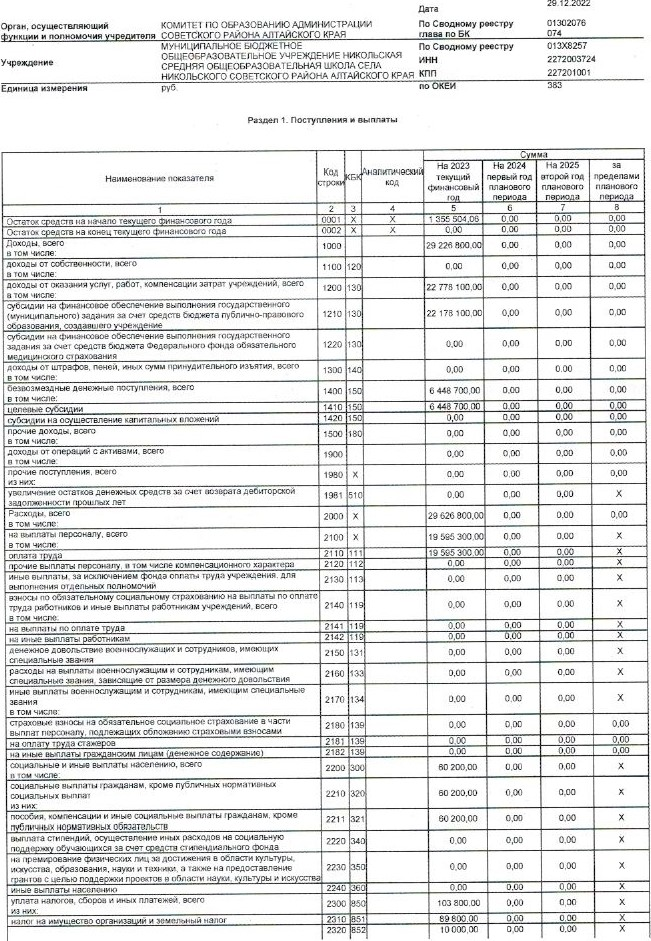 Дата 29.12.2022
Орган, осуществляющий КОМИТЕТ ПО ОБРАЗОВАНИЮ АДМИНИСТРАЦИИ По Сводному реестру 01302076
функции и полномочия учредителя СОВЕТСКОГО РАЙОНА АЛТАЙСКОГО КРАЯ глава по БК 074
МУНИЦИПАЛЬНОЕ БЮДЖЕТНОЕ По Сводному реестру 013X8257
ОБЩЕОБРАЗОВАТЕЛЬНОЕ УЧРЕЖДЕНИЕ НИКОЛЬСКАЯ
Учреждение СРЕДНЯЯ ОБЩЕОБРАЗОВАТЕЛЬНАЯ ШКОЛА СЕЛА ИНН 2272003724
НИКОЛЬСКОГО СОВЕТСКОГО РАЙОНА АЛТАЙСКОГО КРАЯ КПП 227201001
Единица измерения руб. по ОКЕИ 383
Раздел 1. Поступления и выплаты
Сумма
Наименование показателя Код строки КБК Аналитический код На 2023 текущий финансовый год На 2024 первый год планового периода На 2025 второй год планового периода за пределами планового периода
1 2 3 4 5 6 7 8
Остаток средств на начало текущего финансового года 0001 X X 1 355 504,06 0,00 0,00 0,00
Остаток средств на конец текущего финансового года 0002 X X 0,00 0,00 0,00 0,00
Доходы, всего
в том числе: 1000 29 226 800,00 0,00 0,00 0,00
доходы от собственности, всего
в том числе: 1100 120 0,00 0,00 0,00 0,00
доходы от оказания услуг, работ, компенсации затрат учреждений, всего
в том числе: 1200 130 22 778 100,00 0,00 0,00 0,00
субсидии на финансовое обеспечение выполнения государственного
(муниципального) задания за счет средств бюджета публично-правового
образования, создавшего учреждение 1210 130 22 178 100,00 0,00 0,00 0,00
субсидии на финансовое обеспечение выполнения государственного
задания за счет средств бюджета Федерального фонда обязательного
медицинского страхования 1220 130 0,00 0,00 0,00 0,00
доходы от штрафов, пеней, иных сумм принудительного изъятия, всего
в том числе: 1300 140 0,00 0,00 0,00 0,00
безвозмездные денежные поступления, всего
в том числе: 1400 150 6 448 700,00 0,00 0,00 0,00
целевые субсидии 1410 150 6 448 700,00 0,00 0,00 0,00
субсидии на осуществление капитальных вложений 1420 150 0,00 0,00 0,00 0,00
прочие доходы, всего
в том числе: 1500 180 0,00 0,00 0,00 0,00
доходы от операций с активами, всего
в том числе: 1900 0,00 0,00 0,00 0,00
прочие поступления, всего
из них: 1980 X 0,00 0,00 0,00 0,00
увеличение остатков денежных средств за счет возврата дебиторской
задолженности прошлых лет 1981 510 0,00 0,00 0,00 X
Расходы, всего
в том числе: 2000 X 29 626 800,00 0,00 0,00 0,00
на выплаты персоналу, всего
в том числе: 2100 X 19 595 300,00 0,00 0,00 X
оплата труда 2110 111 19 595 300,00 0,00 0,00 X
прочие выплаты персоналу, в том числе компенсационного характера 2120 112 0,00 0,00 0,00 X
иные выплаты, за исключением фонда оплаты труда учреждения, для
выполнения отдельных полномочий 2130 113 0,00 0,00 0,00 X
взносы по обязательному социальному страхованию на выплаты по оплате
труда работников и иные выплаты работникам учреждений, всего
в том числе: 2140 119 0,00 0,00 0,00 X
на выплаты по оплате труда 2141 119 0,00 0,00 0,00 X
на иные выплаты работникам 2142 119 0,00 0,00 0,00 X
денежное довольствие военнослужащих и сотрудников, имеющих
специальные звания 2150 131 0,00 0,00 0,00 X
расходы на выплаты военнослужащим и сотрудникам, имеющим
специальные звания, зависящие от размера денежного довольствия 2160 133 0,00 0,00 0,00 X
иные выплаты военнослужащим и сотрудникам, имеющим специальные
звания
в том числе: 2170 134 0,00 0,00 0,00 X
страховые взносы на обязательное социальное страхование в части
выплат персоналу, подлежащих обложению страховыми взносами 2180 139 0,00 0,00 0,00 0,00
на оплату труда стажеров 2181 139 0,00 0,00 0,00 0,00
на иные выплаты гражданским лицам (денежное содержание) 2182 139 0,00 0,00 0,00 0,00
социальные и иные выплаты населению, всего
в том числе: 2200 300 60 200,00 0,00 0,00 X
социальные выплаты гражданам, кроме публичных нормативных
социальных выплат
из них: 2210 320 60 200,00 0,00 0,00 X
пособия, компенсации и иные социальные выплаты гражданам, кроме
публичных нормативных обязательств 2211 321 60 200,00 0,00 0,00 X
выплата стипендий, осуществление иных расходов на социальную
поддержку обучающихся за счет средств стипендиального фонда 2220 340 0,00 0,00 0,00 X
на премирование физических лиц за достижения в области культуры,
искусства, образования, науки и техники, а также на предоставление
грантов с целью поддержки проектов в области науки, культуры и искусства 2230 350 0,00 0,00 0,00 X
иные выплаты населению 2240 360 0,00 0,00 0,00 X
уплата налогов, сборов и иных платежей, всего
из них: 2300 850 103 800,00 0,00 0,00 X
налог на имущество организаций и земельный налог 2310 851 89 800,00 0,00 0,00 X
2320 852 10 000,00 0,00 0,00 X